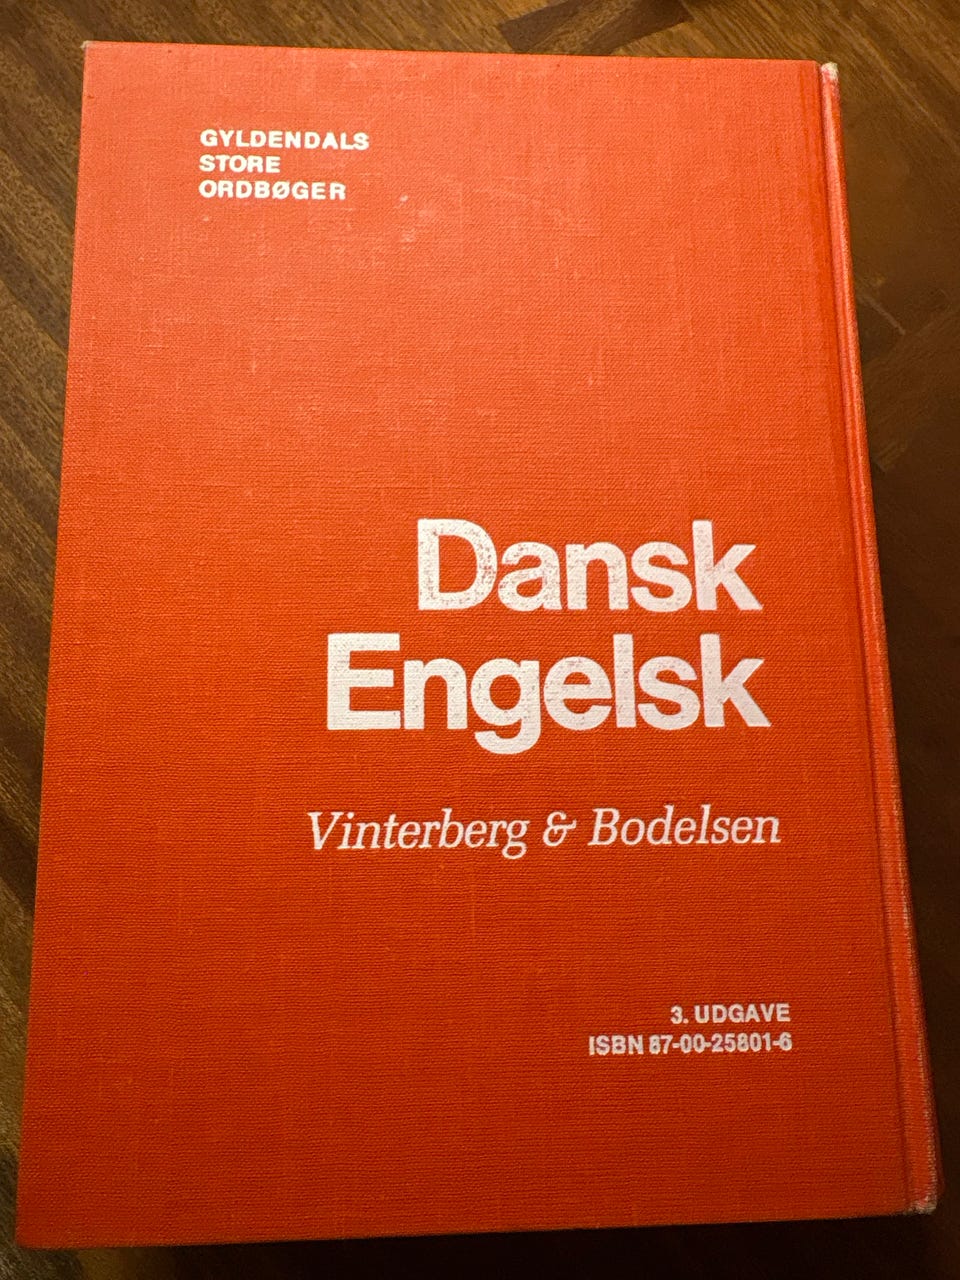 GYLDENDALS
STORE
ORDBØGER
Dansk
Engelsk
Vinterberg & Bodelsen
3. UDGAVE
ISBN 87-00-25801-6